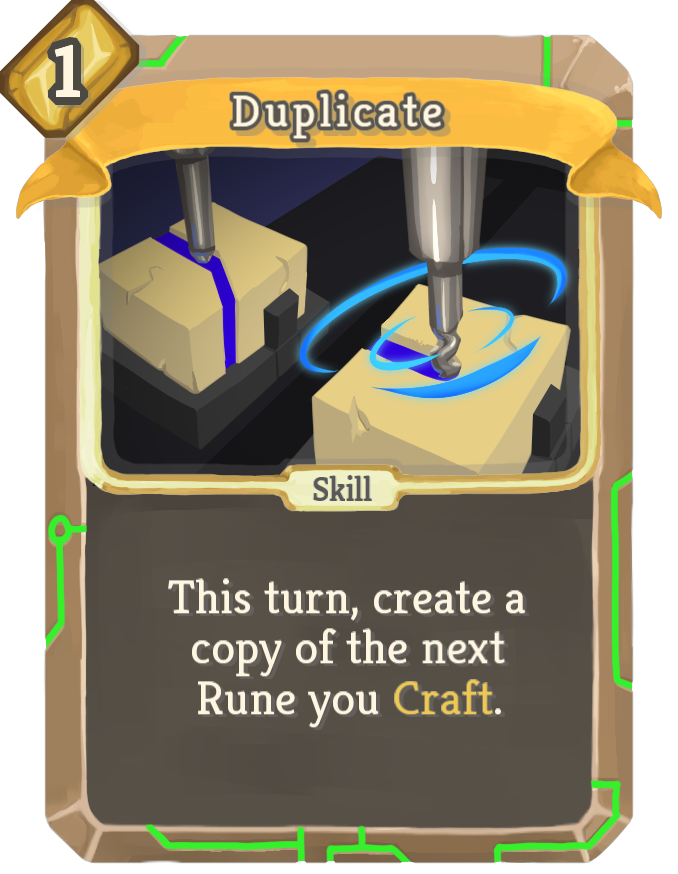 1
Duplicate
Skill
This turn, create a
copy of the next
Rune you Craft.